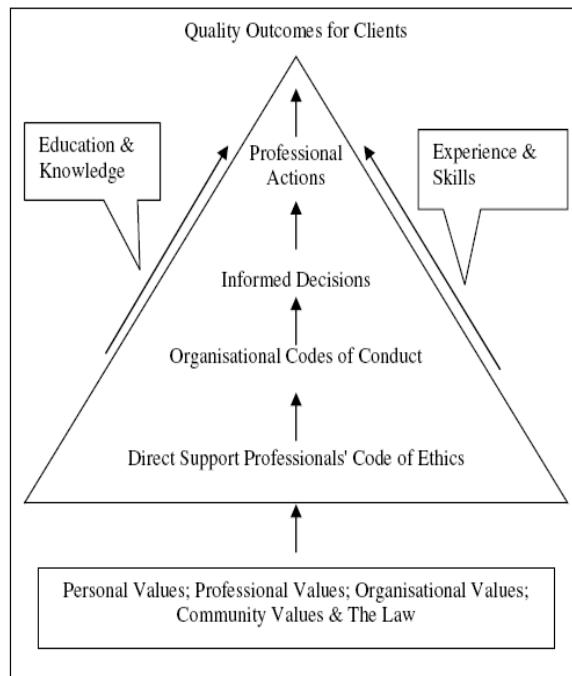 Quality Outcomes for Clients
Education &
Knowledge
Professional
Actions
Experience &
Skills
Informed Decisions
Organisational Codes of Conduct
Direct Support Professionals' Code of Ethics
Personal Values; Professional Values; Organisational Values;
Community Values & The Law